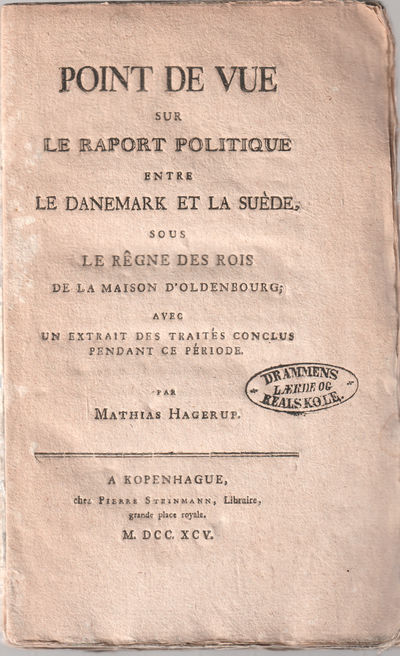 POINT DE VUE
SUR
LE RAPORT POLITIQUE
ENTRE
LE DANEMARK ET LA SUÈDE,
SOUS
LE RÊGNE DES ROIS
DE LA MAISON D'OLDENBOURG;
AVEC
UN EXTRAIT DES TRAITÉS CONCLUS
PENDANT CE PÉRIODE.
PAR
MATHIAS HAGERUP.
DRAMMENS
LÆRDE OG
REALSKOLE.
A KOPENHAGUE,
chez PIERRE STEINMANN, Libraire,
grande place royale.
M. DCC. XCV.